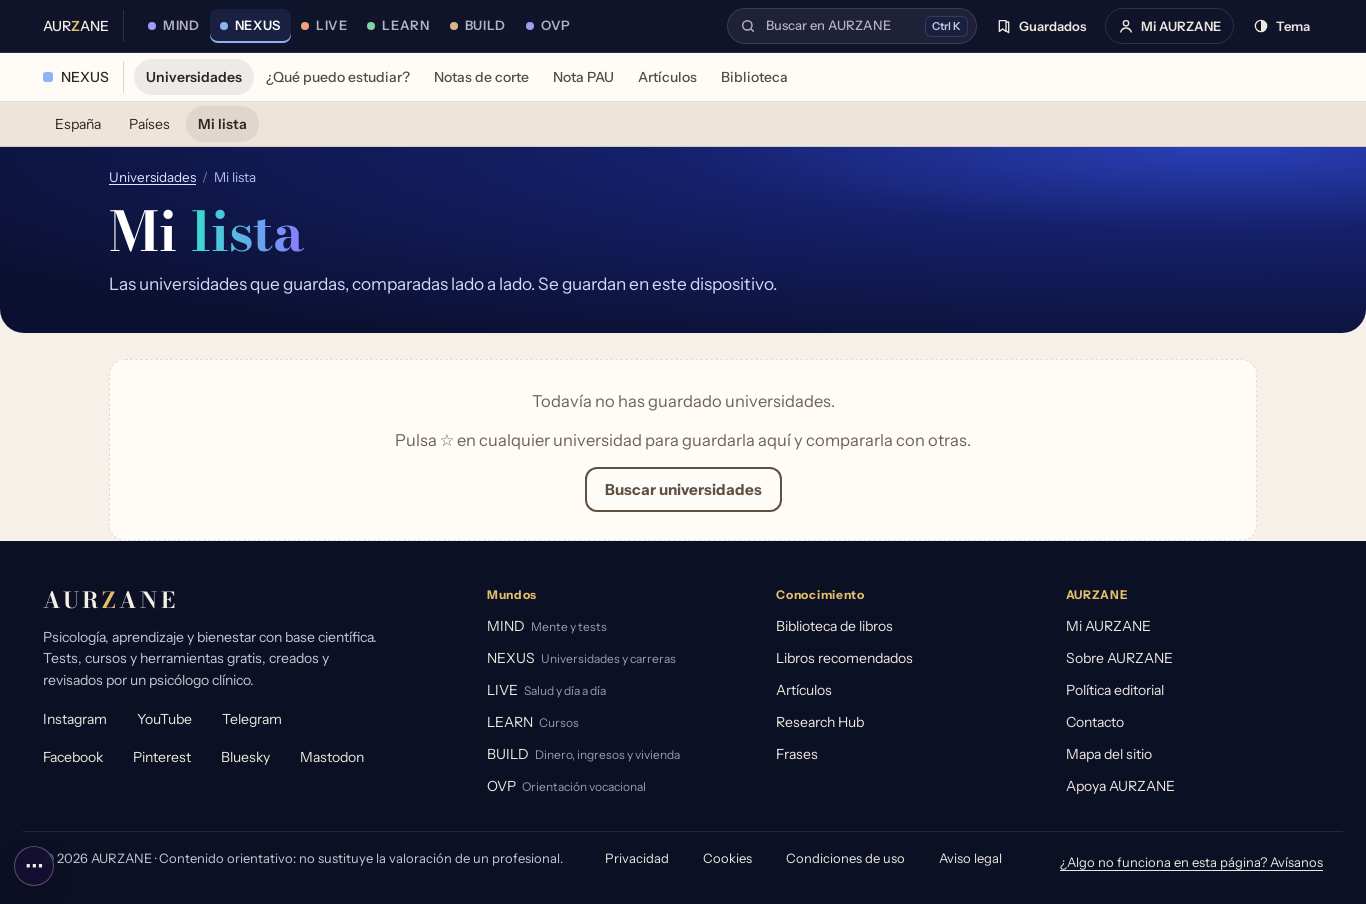 AURZANE
MIND
NEXUS
LIVE
LEARN
BUILD
OVP
Buscar en AURZANE
Ctrl K
Guardados
Mi AURZANE
Tema
NEXUS
Universidades
¿Qué puedo estudiar?
Notas de corte
Nota PAU
Artículos
Biblioteca
España
Países
Mi lista
Universidades / Mi lista
Mi lista
Las universidades que guardas, comparadas lado a lado. Se guardan en este dispositivo.
Todavía no has guardado universidades.
Pulsa ☆ en cualquier universidad para guardarla aquí y compararla con otras.
Buscar universidades
AURZANE
Psicología, aprendizaje y bienestar con base científica.
Tests, cursos y herramientas gratis, creados y
revisados por un psicólogo clínico.
Instagram
YouTube
Telegram
Facebook
Pinterest
Bluesky
Mastodon
Mundos
MIND Mente y tests
NEXUS Universidades y carreras
LIVE Salud y día a día
LEARN Cursos
BUILD Dinero, ingresos y vivienda
OVP Orientación vocacional
Conocimiento
Biblioteca de libros
Libros recomendados
Artículos
Research Hub
Frases
AURZANE
Mi AURZANE
Sobre AURZANE
Política editorial
Contacto
Mapa del sitio
Apoya AURZANE
2026 AURZANE · Contenido orientativo: no sustituye la valoración de un profesional.
Privacidad
Cookies
Condiciones de uso
Aviso legal
¿Algo no funciona en esta página? Avísanos